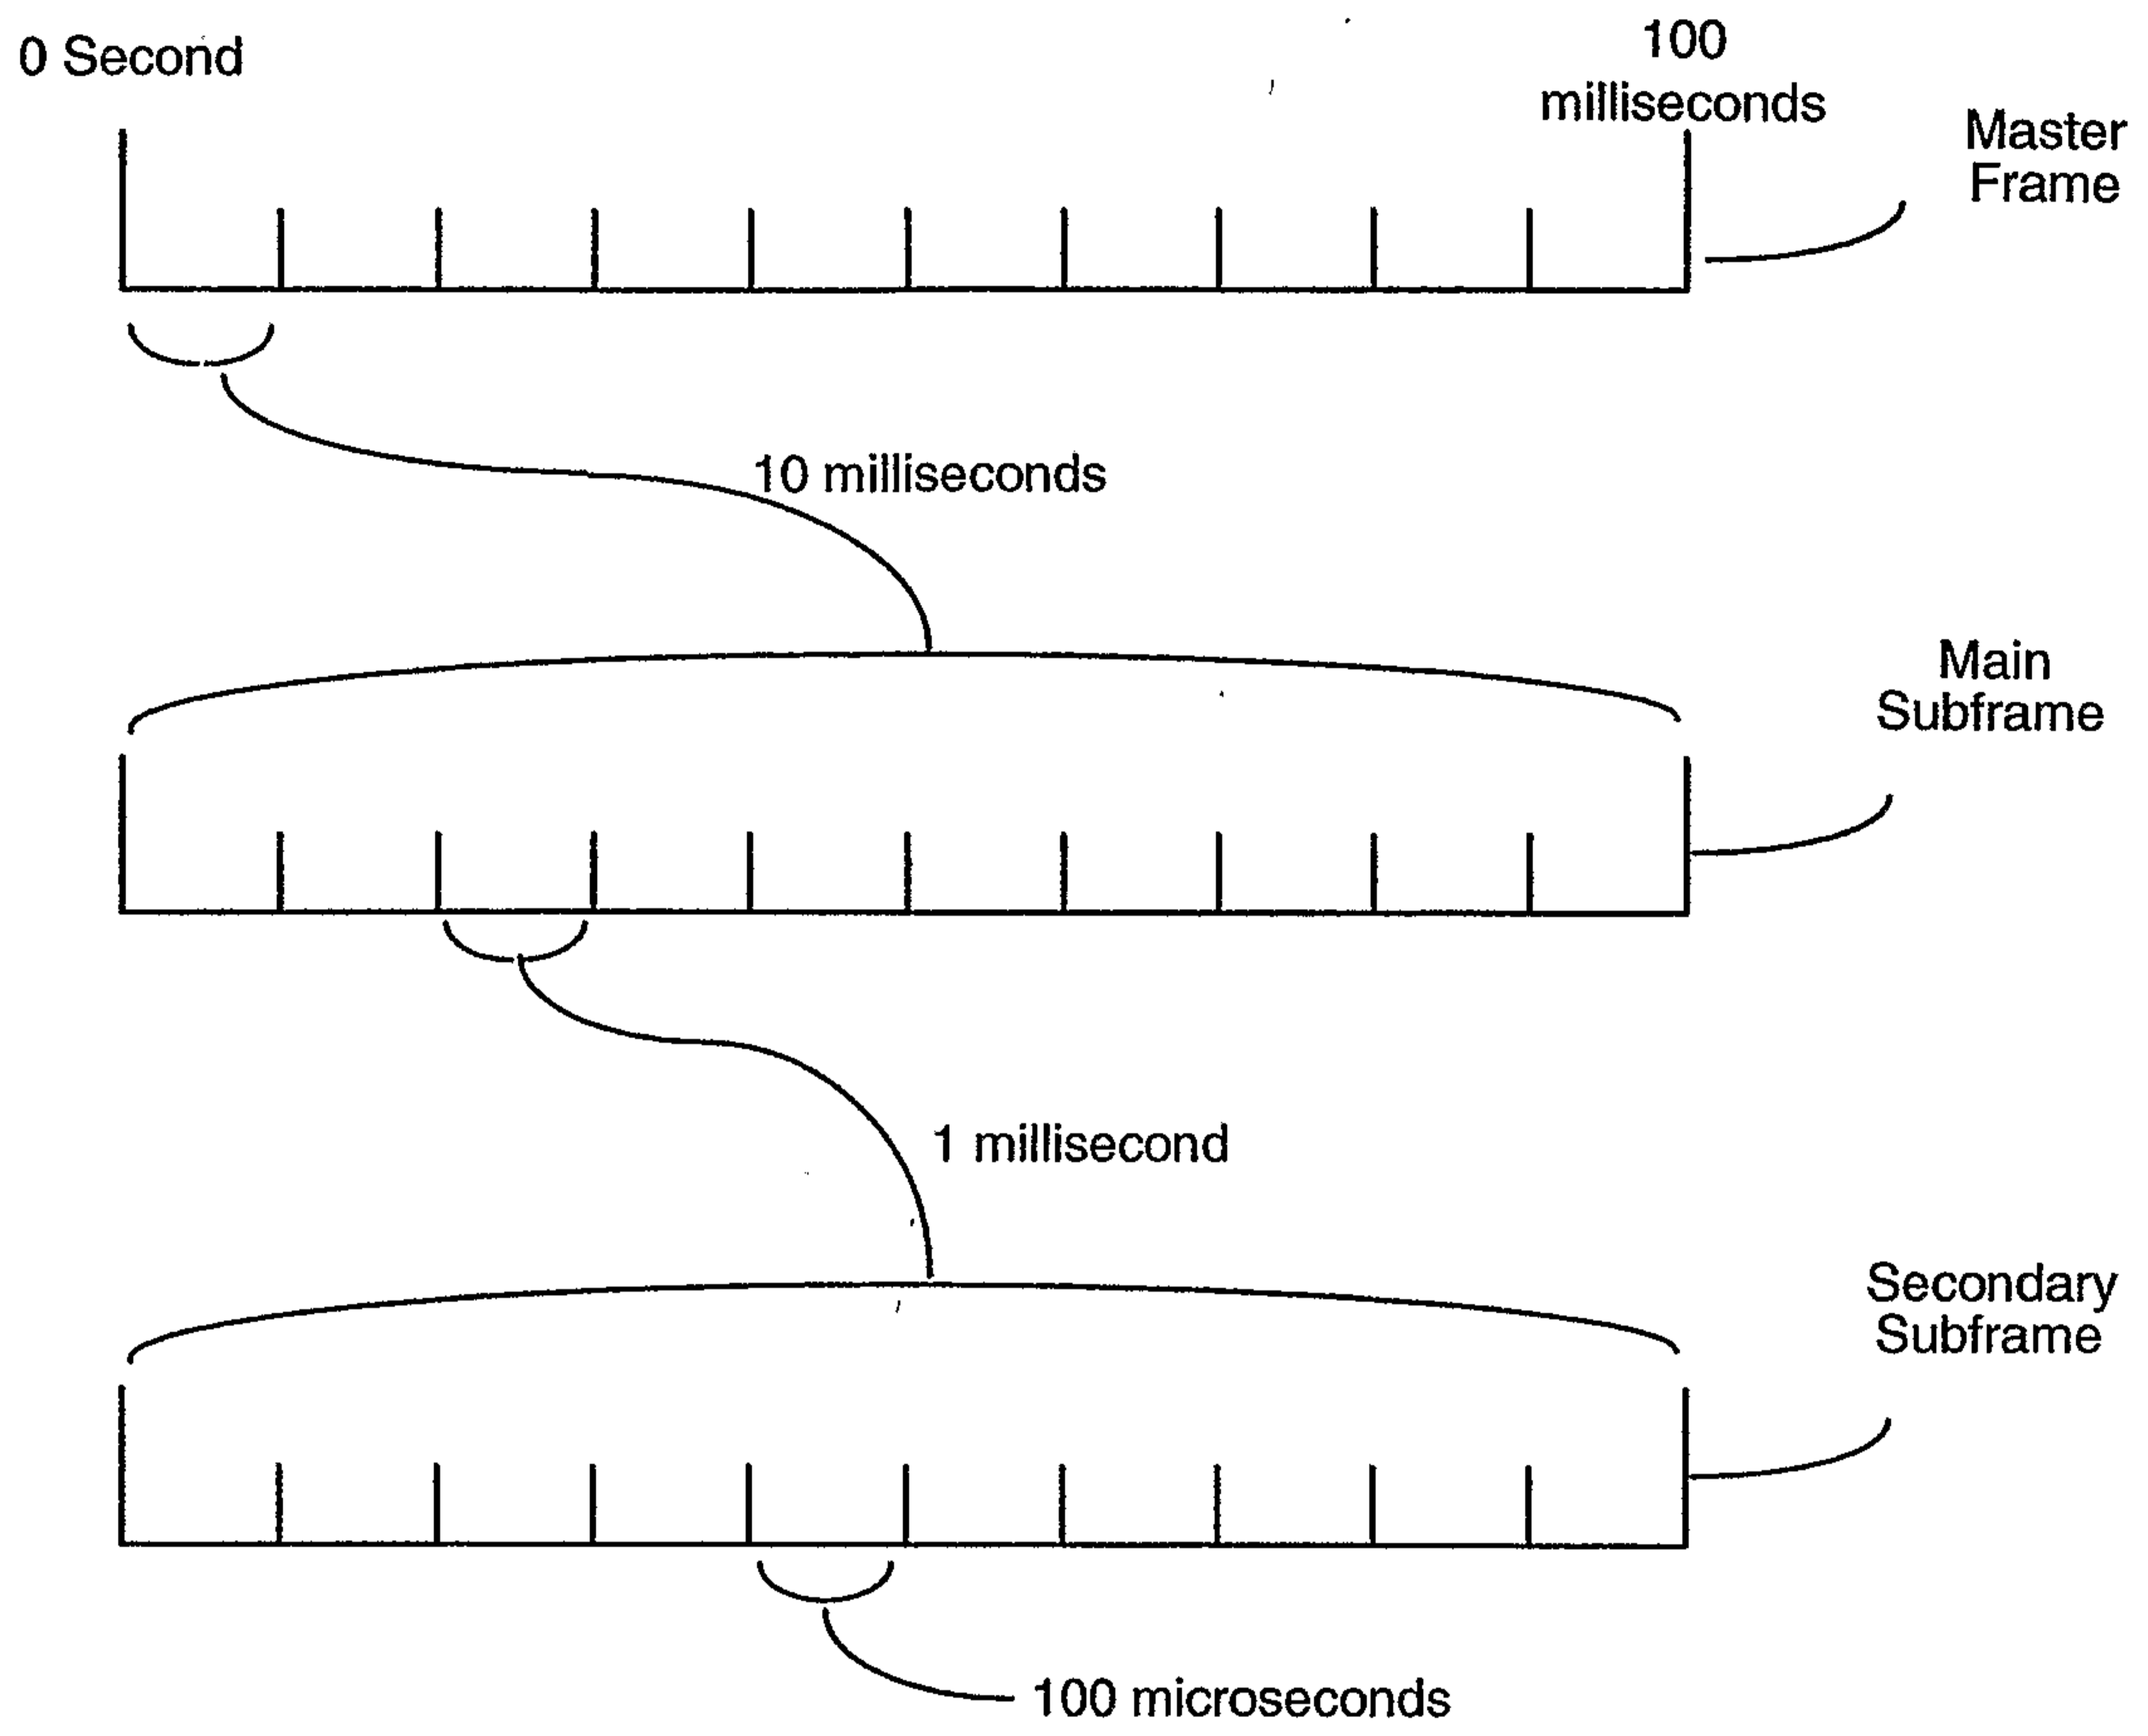 0 Second
100
milliseconds
Master
Frame
10 milliseconds
Main
Subframe
1 millisecond
Secondary
Subframe
100 microseconds